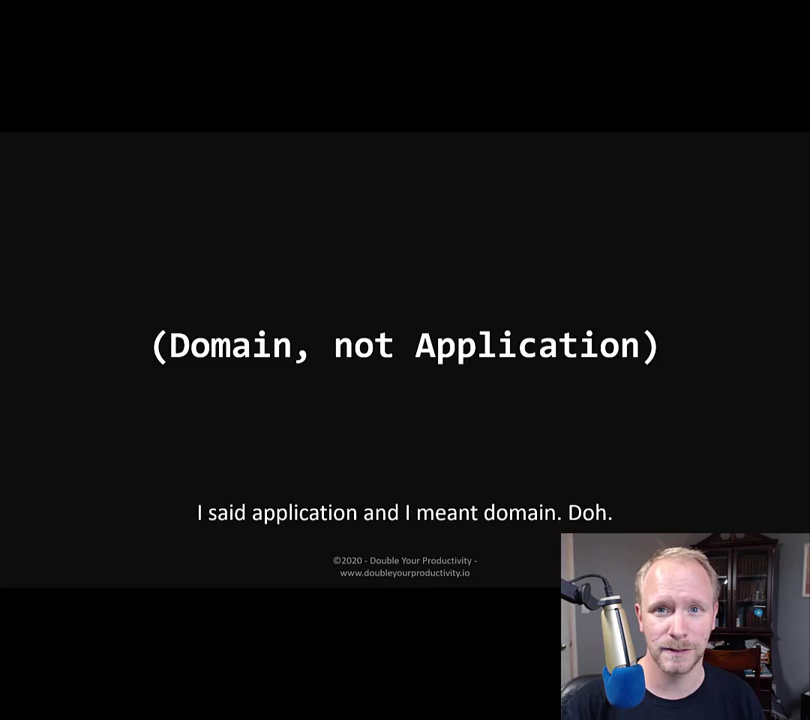 (Domain, not Application)
I said application and I meant domain. Doh.
©2020 - Double Your Productivity -
www.doubleyourproductivity.io